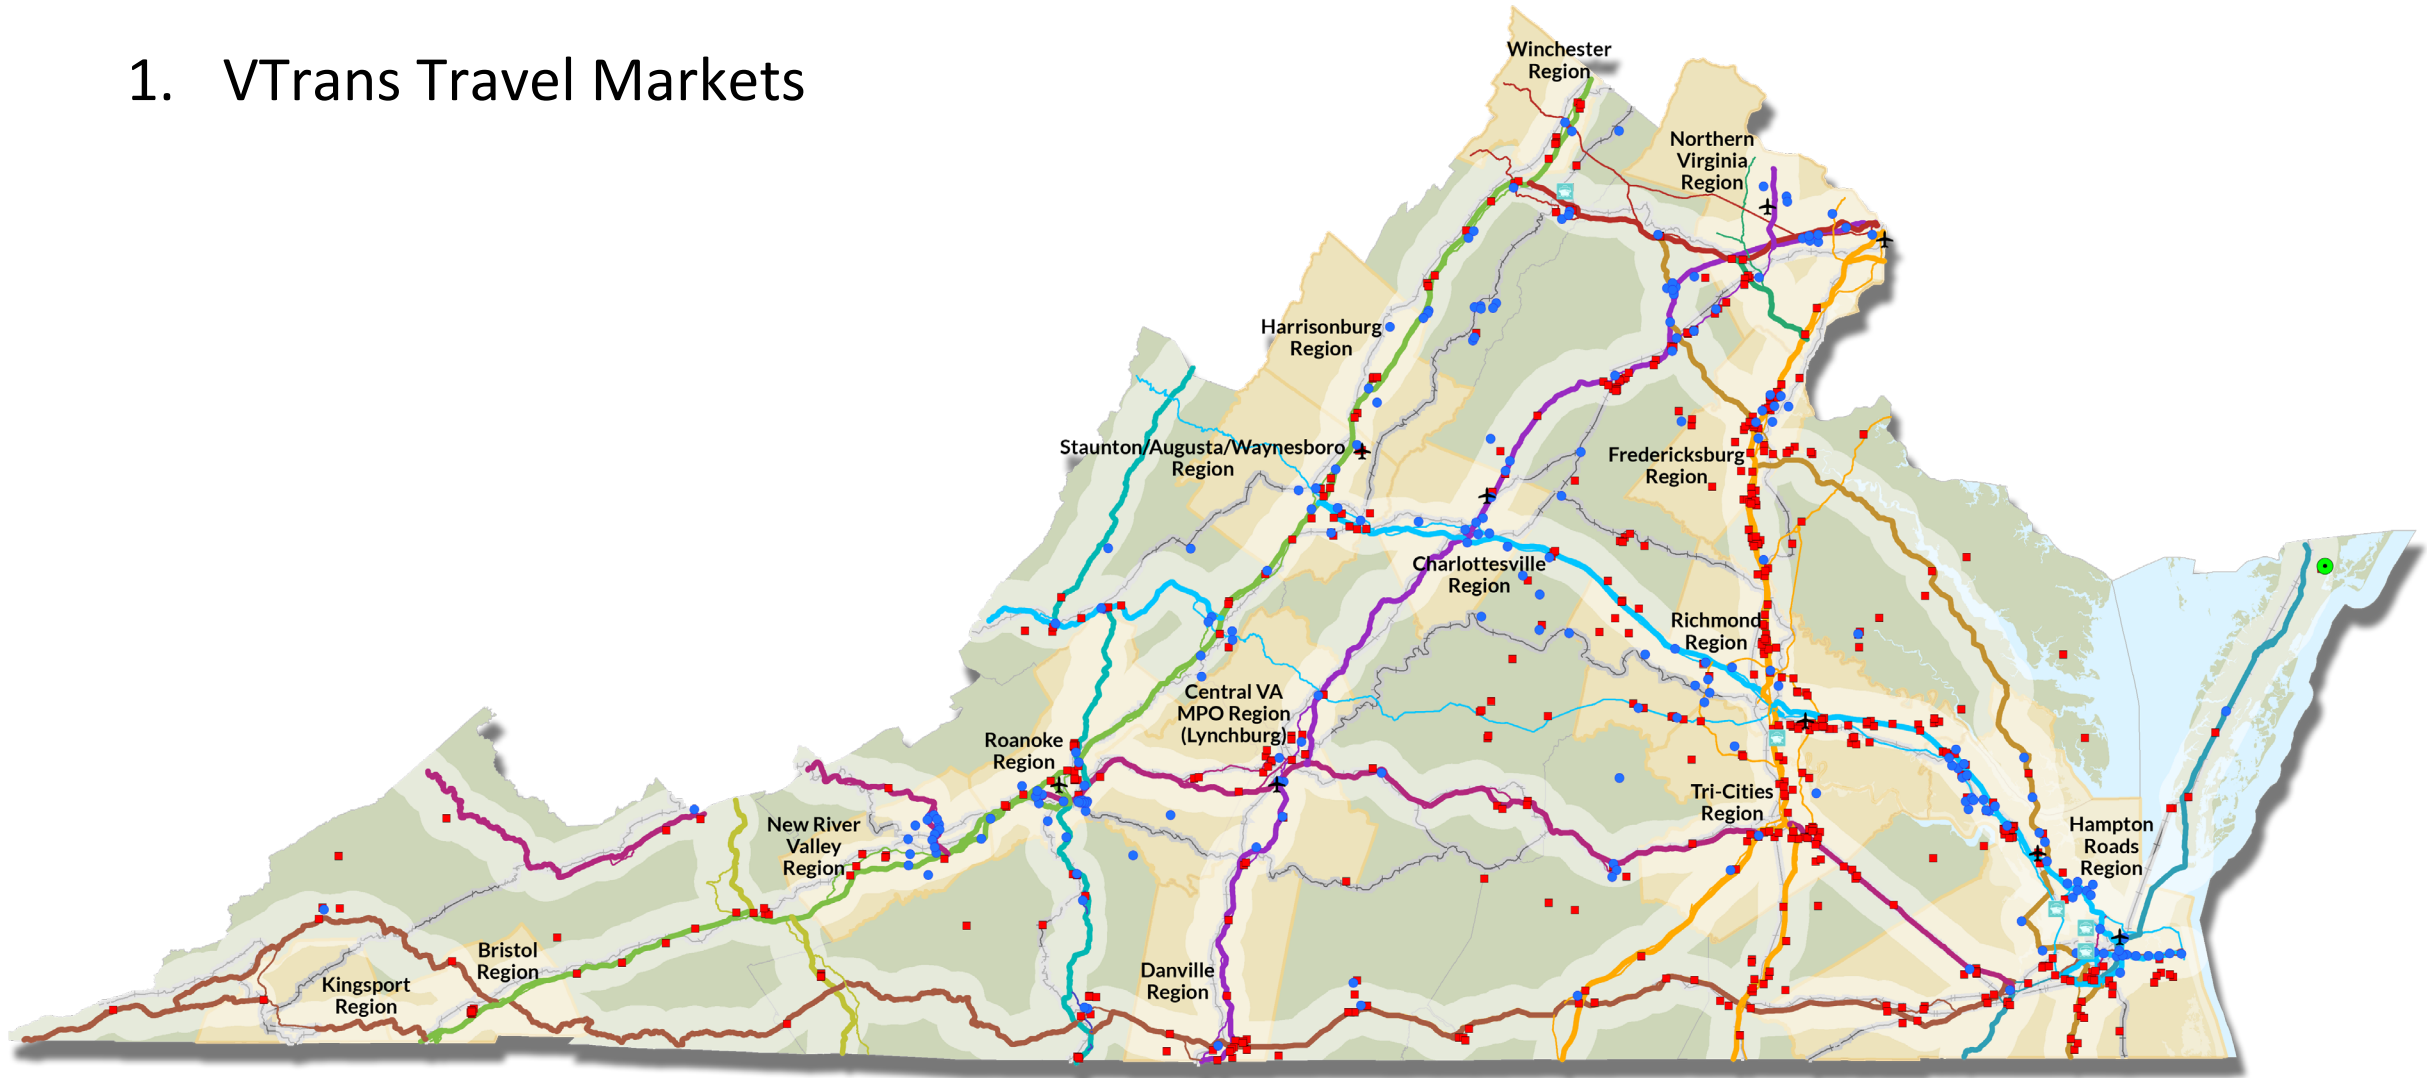 1. VTrans Travel Markets
Winchester
Region
Northern
Virginia
Region
Harrisonburg
Region
Staunton/Augusta/Waynesboro
Region
Fredericksburg
Region
Charlottesville
Region
Richmond
Region
Central VA
MPO Region
(Lynchburg)
Roanoke
Region
Tri-Cities
Region
New River
Valley
Region
Hampton
Roads
Region
Bristol
Region
Kingsport
Region
Danville
Region